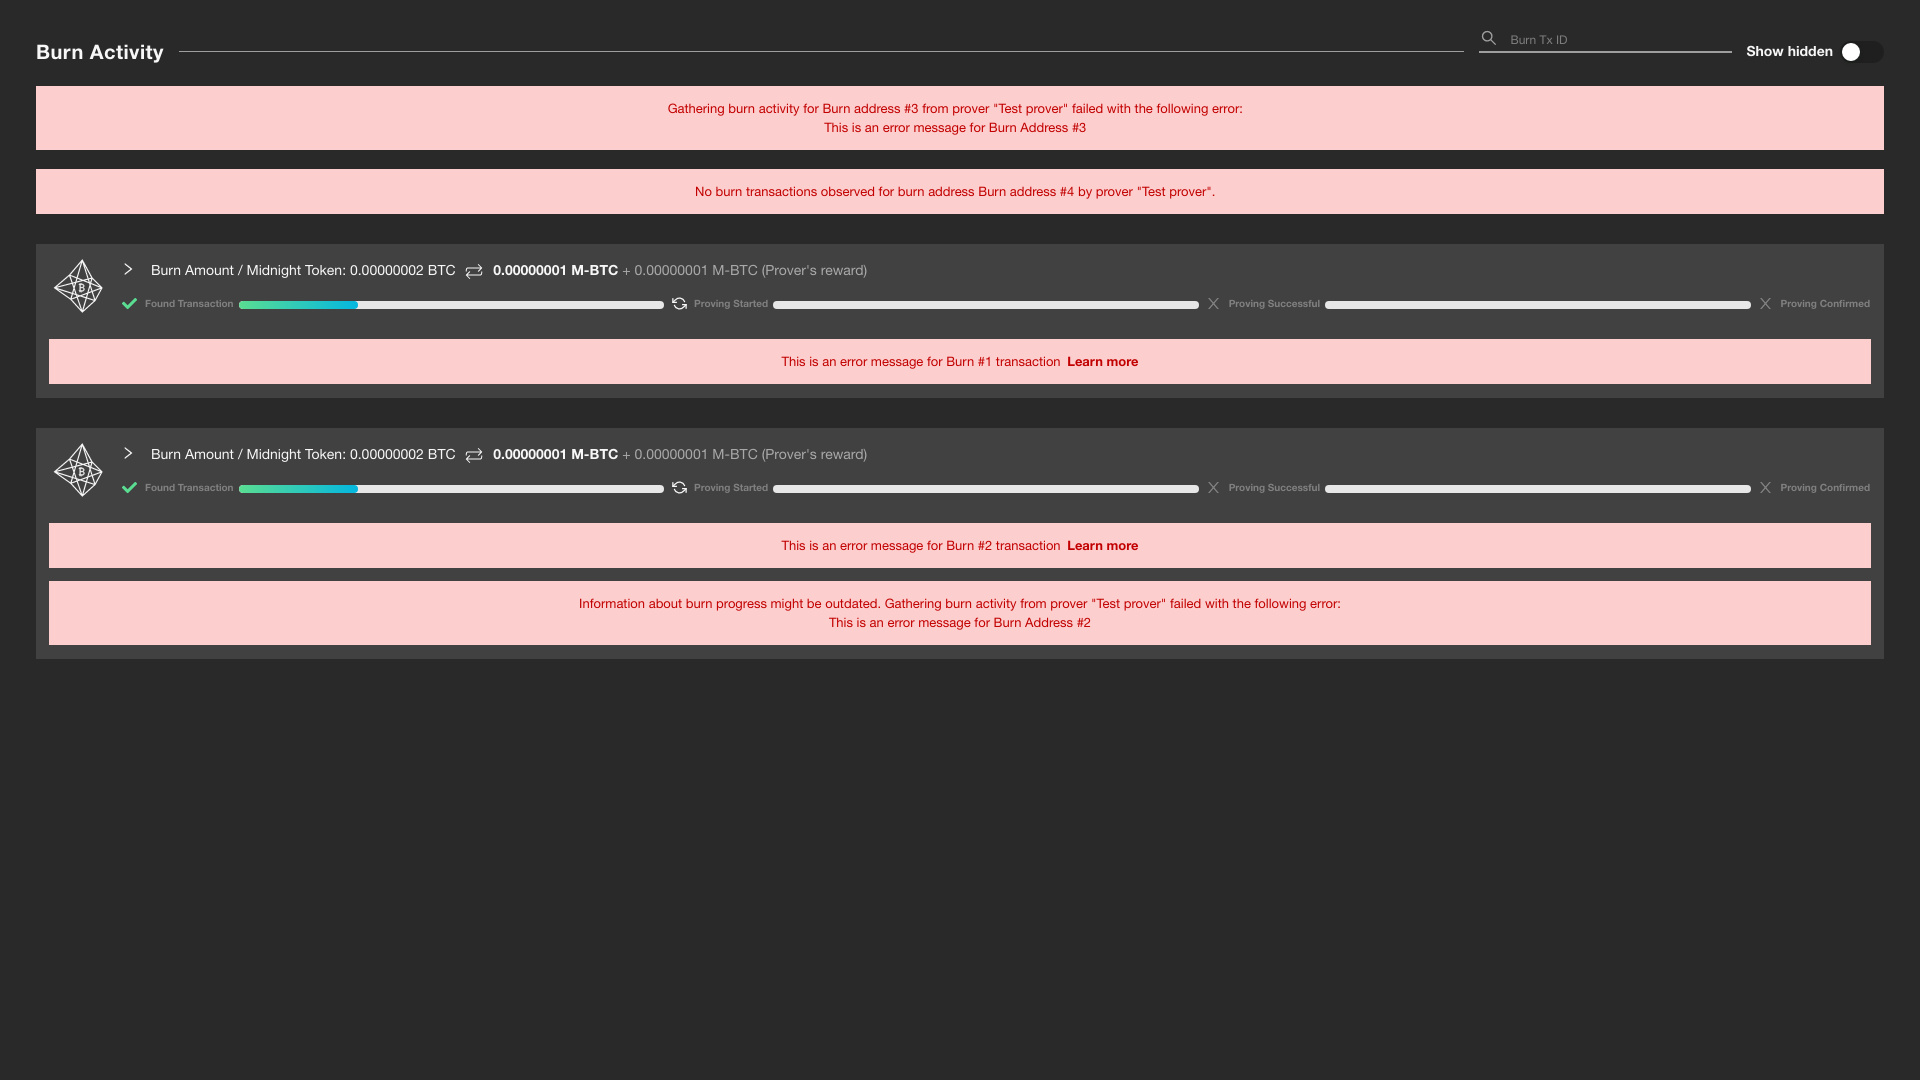 Burn Activity
Burn Tx ID
Show hidden
Gathering burn activity for Burn address #3 from prover "Test prover" failed with the following error:
This is an error message for Burn Address #3
No burn transactions observed for burn address Burn address #4 by prover "Test prover".
Burn Amount / Midnight Token: 0.00000002 BTC 0.00000001 M-BTC + 0.00000001 M-BTC (Prover's reward)
Found Transaction Proving Started Proving Successful Proving Confirmed
This is an error message for Burn #1 transaction Learn more
Burn Amount / Midnight Token: 0.00000002 BTC 0.00000001 M-BTC + 0.00000001 M-BTC (Prover's reward)
Found Transaction Proving Started Proving Successful Proving Confirmed
This is an error message for Burn #2 transaction Learn more
Information about burn progress might be outdated. Gathering burn activity from prover "Test prover" failed with the following error:
This is an error message for Burn Address #2